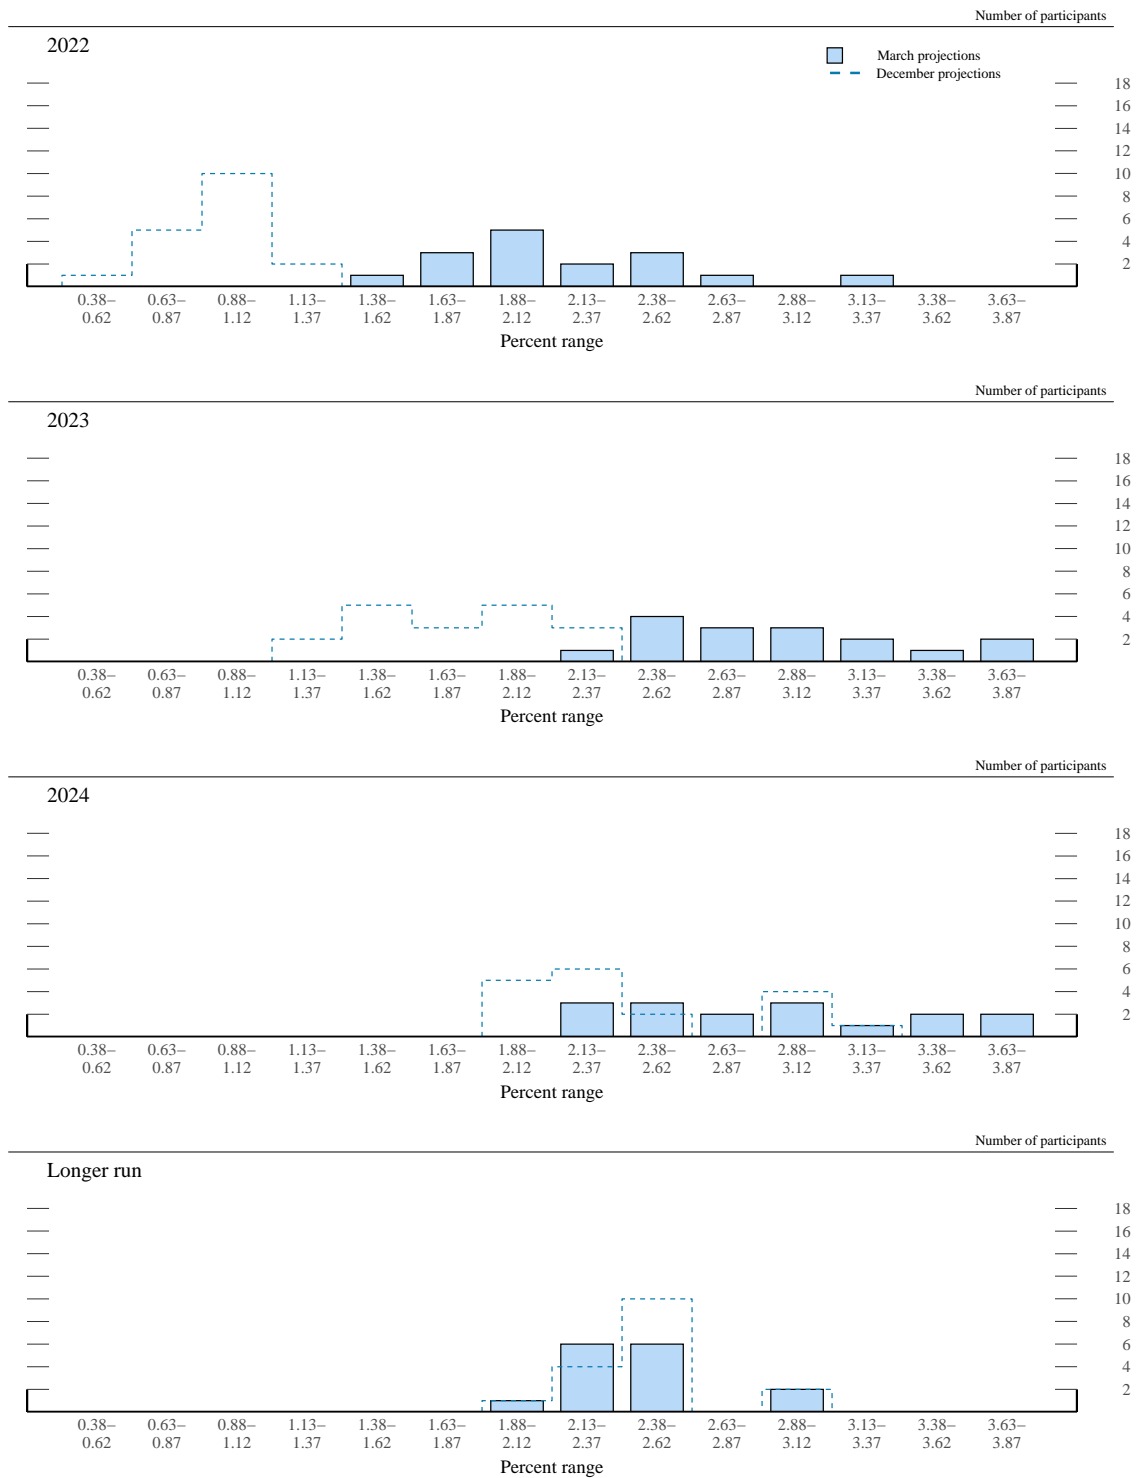 Number of participants
2022
March projections
December projections
18
16
14
12
10
8
6
4
2
0.38– 0.63– 0.88– 1.13– 1.38– 1.63– 1.88– 2.13– 2.38– 2.63– 2.88– 3.13– 3.38– 3.63–
0.62 0.87 1.12 1.37 1.62 1.87 2.12 2.37 2.62 2.87 3.12 3.37 3.62 3.87
Percent range
Number of participants
2023
18
16
14
12
10
8
6
4
2
0.38– 0.63– 0.88– 1.13– 1.38– 1.63– 1.88– 2.13– 2.38– 2.63– 2.88– 3.13– 3.38– 3.63–
0.62 0.87 1.12 1.37 1.62 1.87 2.12 2.37 2.62 2.87 3.12 3.37 3.62 3.87
Percent range
Number of participants
2024
18
16
14
12
10
8
6
4
2
0.38– 0.63– 0.88– 1.13– 1.38– 1.63– 1.88– 2.13– 2.38– 2.63– 2.88– 3.13– 3.38– 3.63–
0.62 0.87 1.12 1.37 1.62 1.87 2.12 2.37 2.62 2.87 3.12 3.37 3.62 3.87
Percent range
Number of participants
Longer run
18
16
14
12
10
8
6
4
2
0.38– 0.63– 0.88– 1.13– 1.38– 1.63– 1.88– 2.13– 2.38– 2.63– 2.88– 3.13– 3.38– 3.63–
0.62 0.87 1.12 1.37 1.62 1.87 2.12 2.37 2.62 2.87 3.12 3.37 3.62 3.87
Percent range